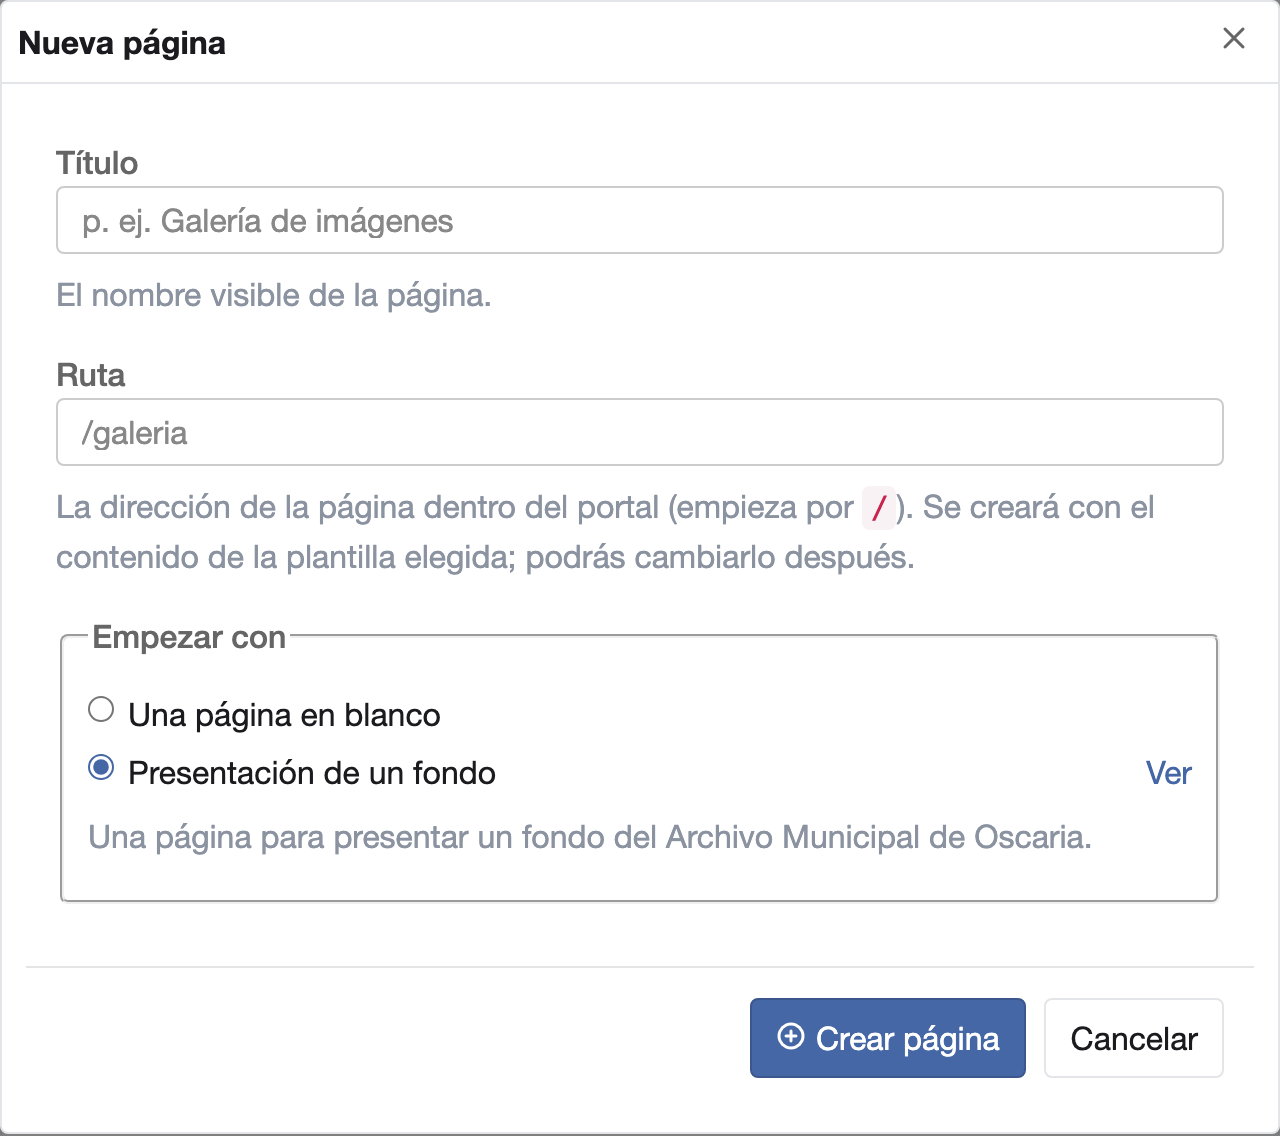 Nueva página
Título
p. ej. Galería de imágenes
El nombre visible de la página.
Ruta
/galeria
La dirección de la página dentro del portal (empieza por / ). Se creará con el
contenido de la plantilla elegida; podrás cambiarlo después.
Empezar con
Una página en blanco
Presentación de un fondo
Ver
Una página para presentar un fondo del Archivo Municipal de Oscaria.
Crear página
Cancelar